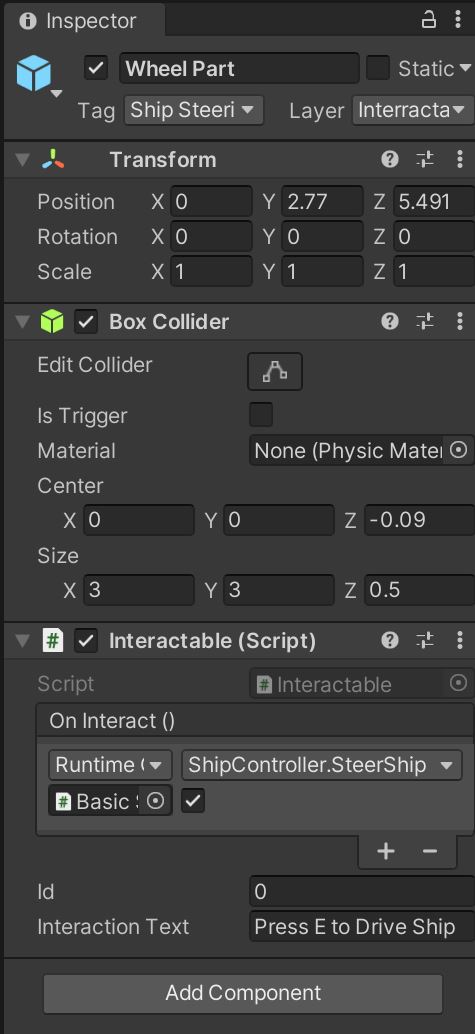 Inspector
Wheel Part Static
Tag Ship Steeri Layer Interracta
Transform
Position X 0 Y 2.77 Z 5.491
Rotation X 0 Y 0 Z 0
Scale X 1 Y 1 Z 1
Box Collider
Edit Collider
Is Trigger
Material None (Physic Mater
Center
X 0 Y 0 Z -0.09
Size
X 3 Y 3 Z 0.5
# Interactable (Script)
Script # Interactable
On Interact ()
Runtime ShipController.SteerShip
# Basic
Id 0
Interaction Text Press E to Drive Ship
Add Component